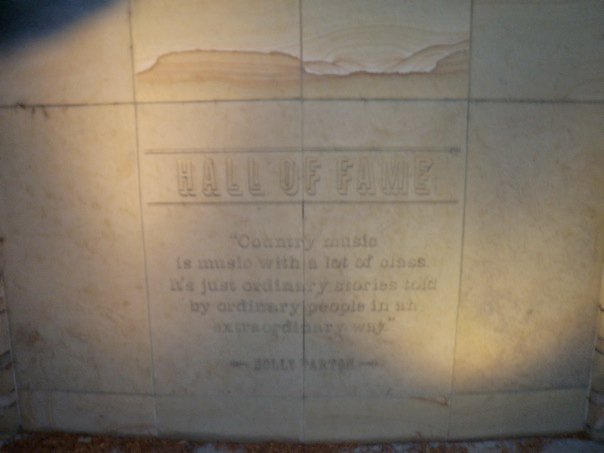 HALL OF FAME
"Country music
is music with a lot of class.
It's just ordinary stories told
by ordinary people in an
extraordinary way."
DOLLY PARTON